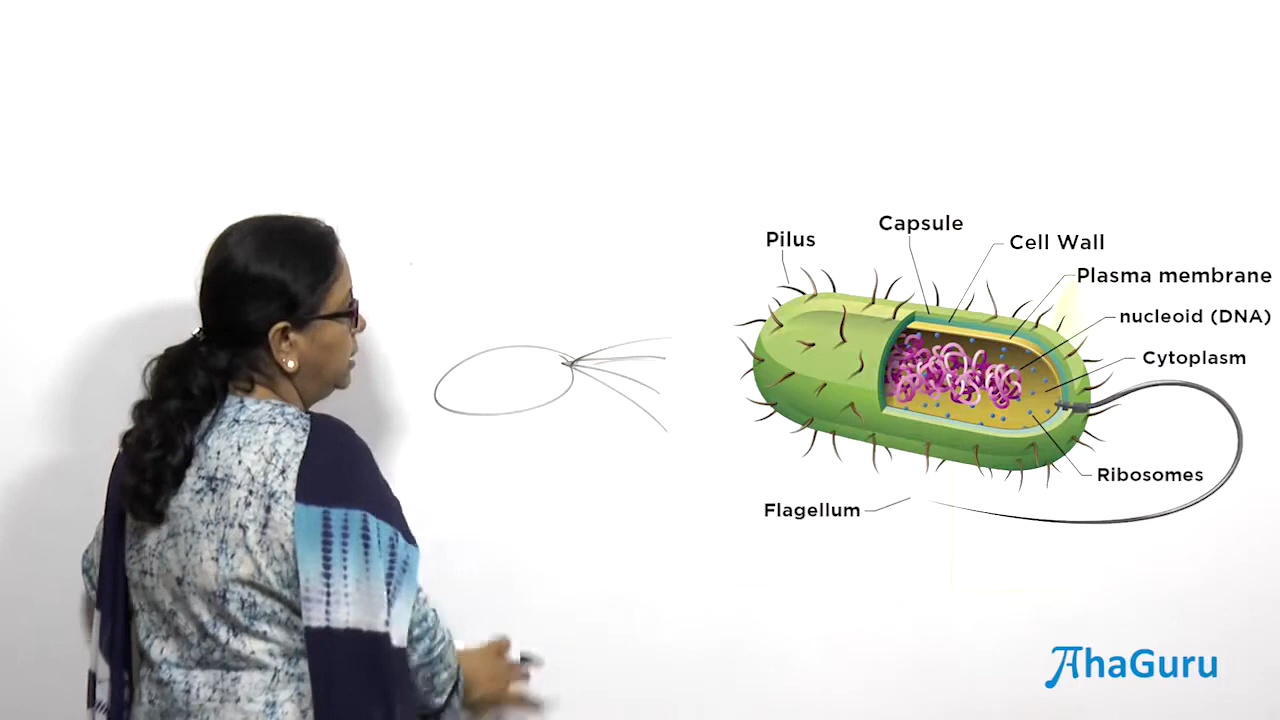 Pilus
Capsule
Cell Wall
Plasma membrane
nucleoid (DNA)
Cytoplasm
Ribosomes
Flagellum
AhaGuru